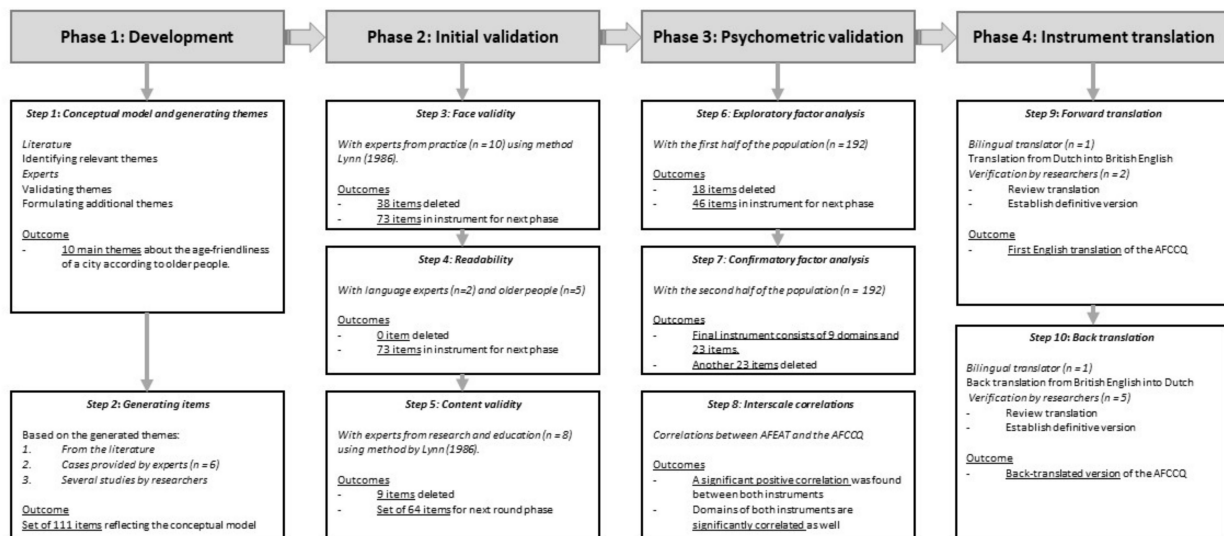 Phase 1: Development
Phase 2: Initial validation
Phase 3: Psychometric validation
Phase 4: Instrument translation
Step 1: Conceptual model and generating themes
Literature
Identifying relevant themes
Experts
Validating themes
Formulating additional themes
Outcome
- 10 main themes about the age-friendliness
of a city according to older people.
Step 2: Generating items
Based on the generated themes:
1. From the literature
2. Cases provided by experts (n = 6)
3. Several studies by researchers
Outcome
Set of 111 items reflecting the conceptual model
Step 3: Face validity
With experts from practice (n = 10) using method
Lynn (1986).
Outcomes
- 38 items deleted
- 73 items in instrument for next phase
Step 4: Readability
With language experts (n=2) and older people (n=5)
Outcomes
- 0 item deleted
- 73 items in instrument for next phase
Step 5: Content validity
With experts from research and education (n = 8)
using method by Lynn (1986).
Outcomes
- 9 items deleted
- Set of 64 items for next round phase
Step 6: Exploratory factor analysis
With the first half of the population (n = 192)
Outcomes
- 18 items deleted
- 46 items in instrument for next phase
Step 7: Confirmatory factor analysis
With the second half of the population (n = 192)
Outcomes
- Final instrument consists of 9 domains and
23 items.
- Another 23 items deleted
Step 8: Interscale correlations
Correlations between AFEAT and the AFCCQ
Outcomes
- A significant positive correlation was found
between both instruments
- Domains of both instruments are
significantly correlated as well
Step 9: Forward translation
Bilingual translator (n = 1)
Translation from Dutch into British English
Verification by researchers (n = 2)
- Review translation
- Establish definitive version
Outcome
- First English translation of the AFCCQ
Step 10: Back translation
Bilingual translator (n = 1)
Back translation from British English into Dutch
Verification by researchers (n = 5)
- Review translation
- Establish definitive version
Outcome
- Back-translated version of the AFCCQ